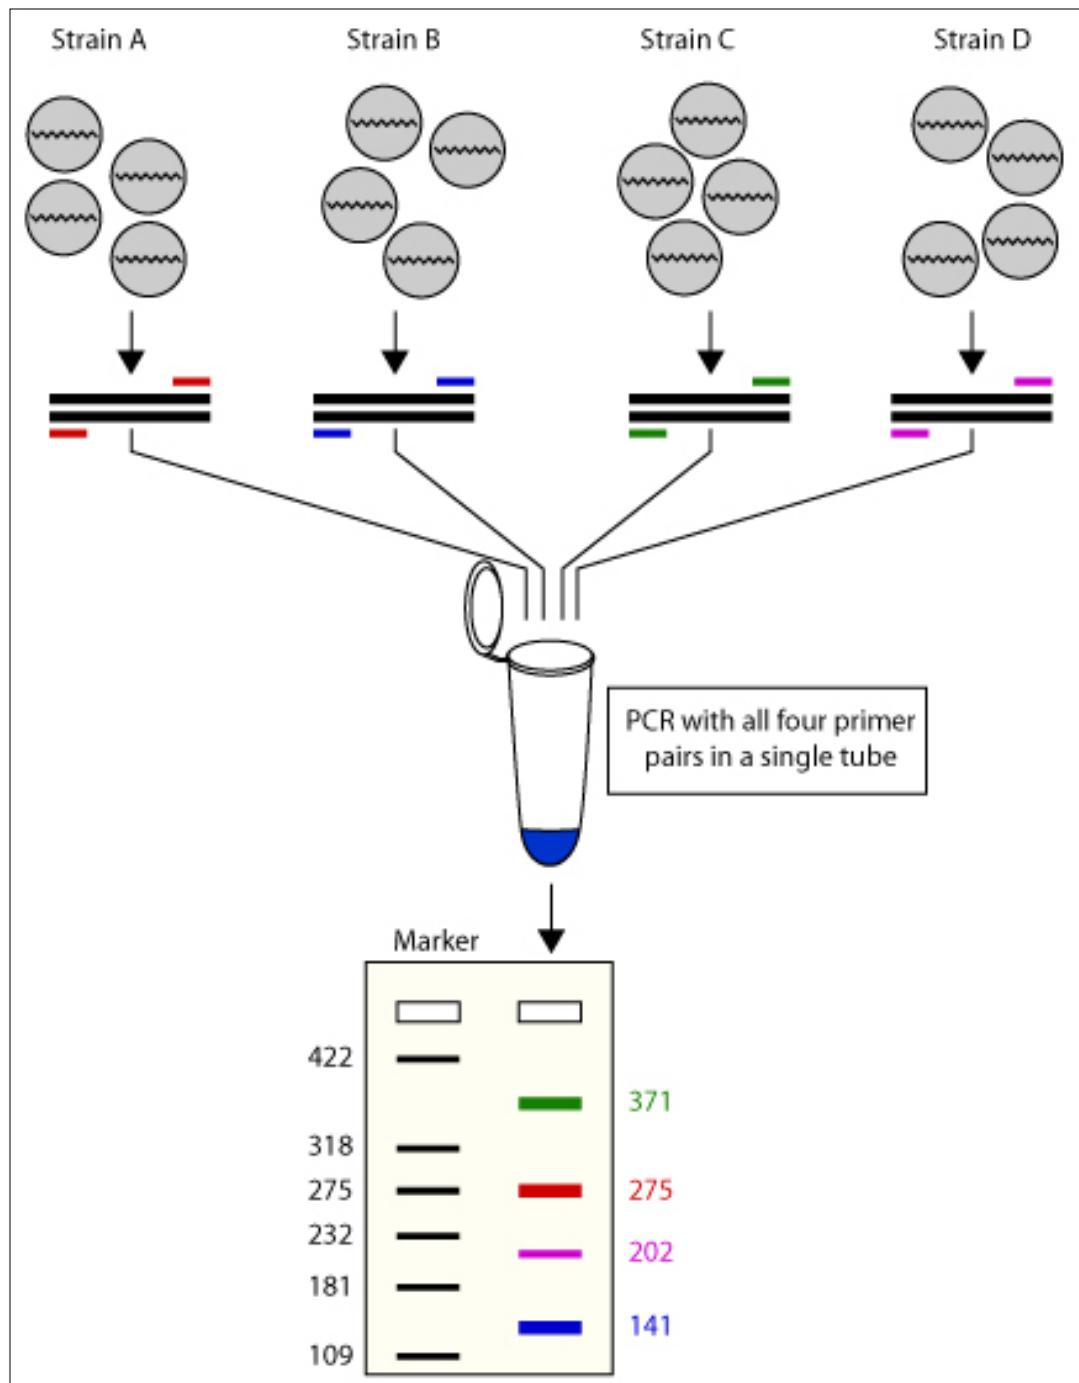 Strain A
Strain B
Strain C
Strain D
PCR with all four primer
pairs in a single tube
Marker
422
371
318
275
275
232
202
181
141
109